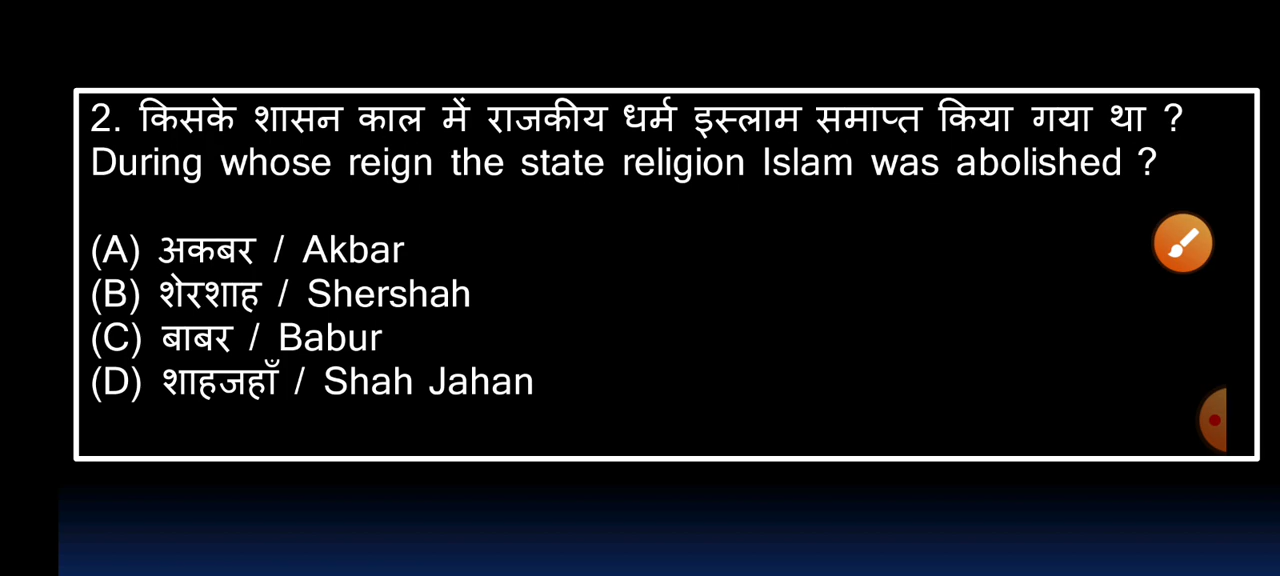 2. किसके शासन काल में राजकीय धर्म इस्लाम समाप्त किया गया था ?
During whose reign the state religion Islam was abolished ?
(A) अकबर / Akbar
(B) शेरशाह / Shershah
(C) बाबर / Babur
(D) शाहजहाँ / Shah Jahan